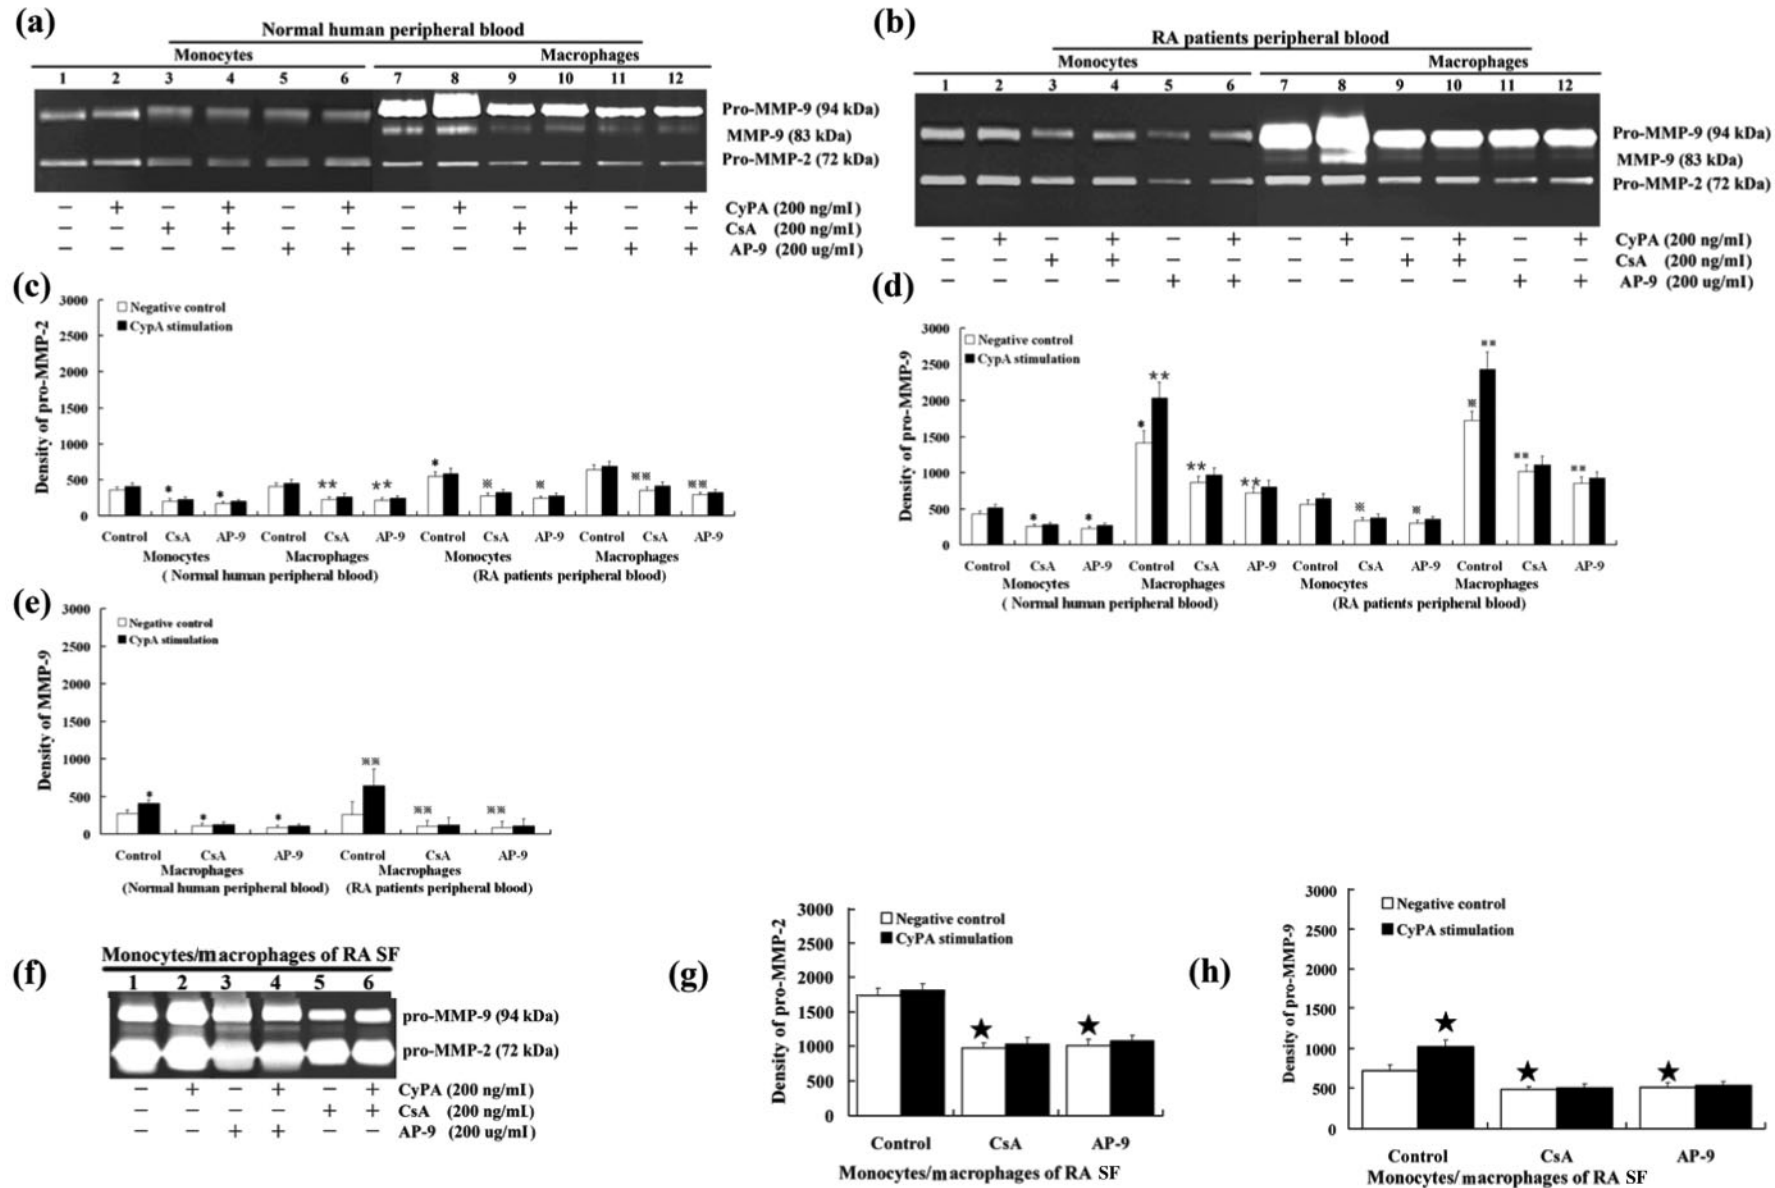 (a)
Normal human peripheral blood
Monocytes Macrophages
1 2 3 4 5 6 7 8 9 10 11 12
Pro-MMP-9 (94 kDa)
MMP-9 (83 kDa)
Pro-MMP-2 (72 kDa)
− + − + − + − + − + − + CyPA (200 ng/mI)
− − + + − − − − + + − − CsA (200 ng/mI)
− − − − + + − − − − + + AP-9 (200 ug/mI)
(b)
RA patients peripheral blood
Monocytes Macrophages
1 2 3 4 5 6 7 8 9 10 11 12
Pro-MMP-9 (94 kDa)
MMP-9 (83 kDa)
Pro-MMP-2 (72 kDa)
− + − + − + − + − + − + CyPA (200 ng/mI)
− − + + − − − − + + − − CsA (200 ng/mI)
− − − − + + − − − − + + AP-9 (200 ug/mI)
(c)
Density of pro-MMP-2
3000
2500
2000
1500
1000
500
0
Negative control
CypA stimulation
* * ** ** * ※ ※ ※※ ※※
Control CsA AP-9 Control CsA AP-9 Control CsA AP-9 Control CsA AP-9
Monocytes Macrophages Monocytes Macrophages
( Normal human peripheral blood) (RA patients peripheral blood)
(d)
Density of pro-MMP-9
3000
2500
2000
1500
1000
500
0
Negative control
CypA stimulation
* * * ** ** ** ※ ※ ※ ※※ ※※ ※※
Control CsA AP-9 Control CsA AP-9 Control CsA AP-9 Control CsA AP-9
Monocytes Macrophages Monocytes Macrophages
( Normal human peripheral blood) (RA patients peripheral blood)
(e)
Density of MMP-9
3000
2500
2000
1500
1000
500
0
Negative control
CypA stimulation
* * * ※※ ※※ ※※
Control CsA AP-9 Control CsA AP-9
Macrophages Macrophages
(Normal human peripheral blood) (RA patients peripheral blood)
(f)
Monocytes/macrophages of RA SF
1 2 3 4 5 6
pro-MMP-9 (94 kDa)
pro-MMP-2 (72 kDa)
− + − + − + CyPA (200 ng/mI)
− − − − + + CsA (200 ng/mI)
− − + + − − AP-9 (200 ug/mI)
(g)
Density of pro-MMP-2
3000
2500
2000
1500
1000
500
0
Negative control
CyPA stimulation
★ ★
Control CsA AP-9
Monocytes/macrophages of RA SF
(h)
Density of pro-MMP-9
3000
2500
2000
1500
1000
500
0
Negative control
CyPA stimulation
★ ★ ★
Control CsA AP-9
Monocytes/macrophages of RA SF